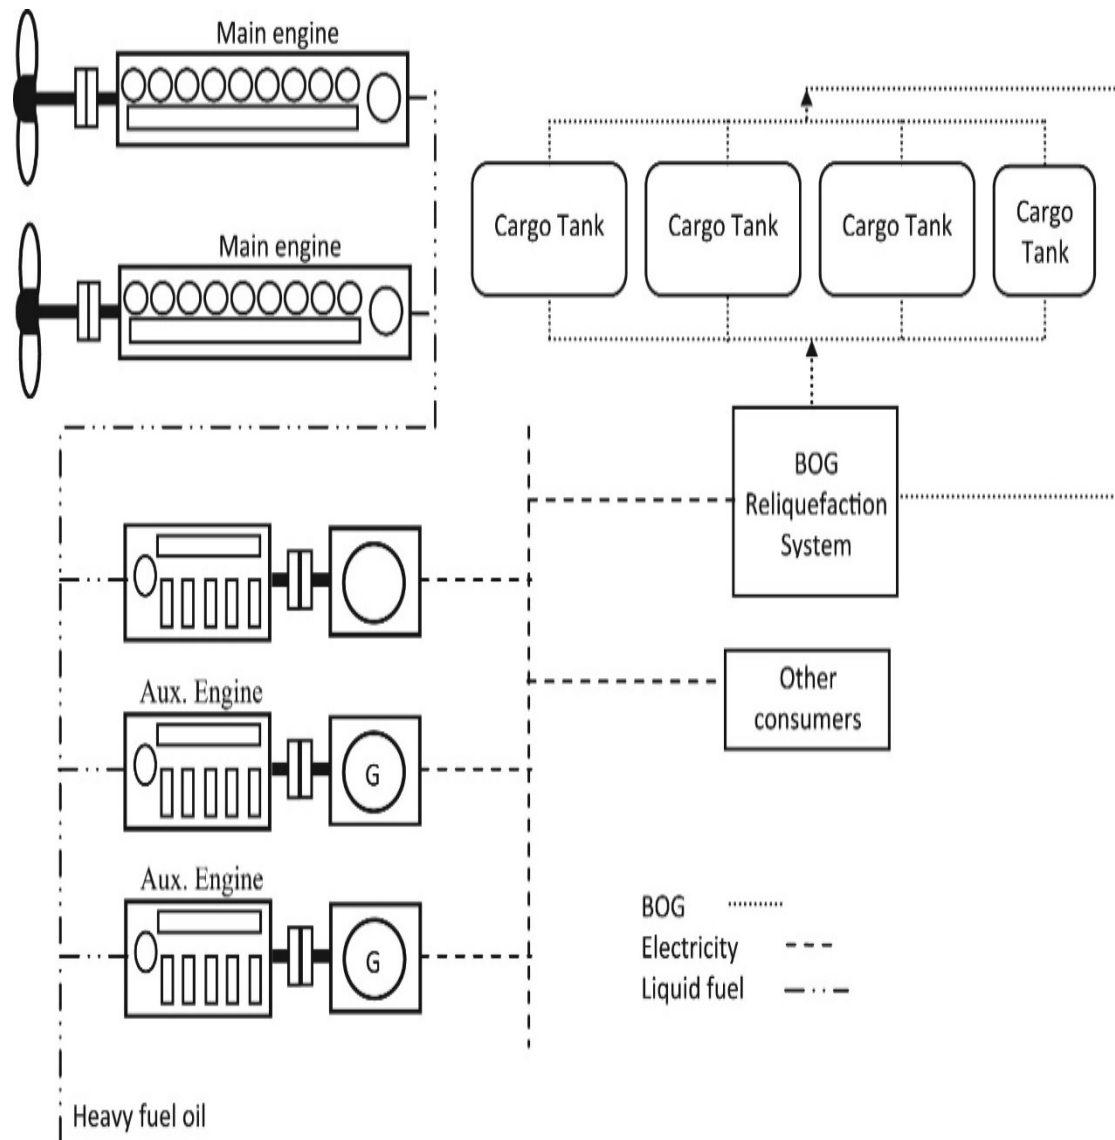 Main engine
Main engine
Cargo Tank
Cargo Tank
Cargo Tank
Cargo
Tank
BOG
Reliquefaction
System
Other
consumers
Aux. Engine
G
Aux. Engine
G
BOG
Electricity
Liquid fuel
Heavy fuel oil